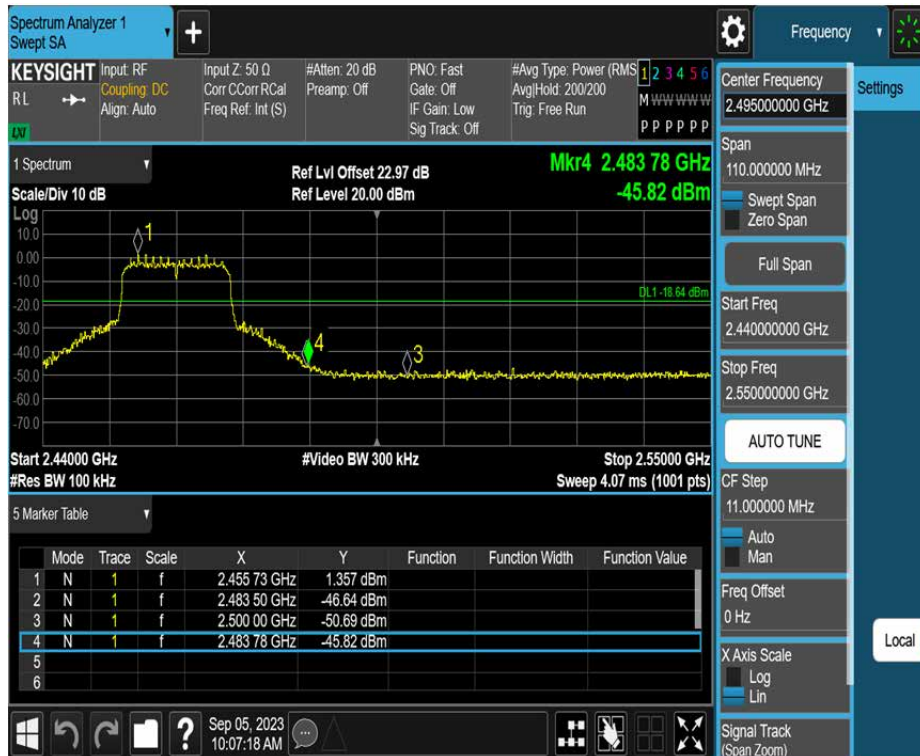 Spectrum Analyzer 1
Swept SA
Frequency
KEYSIGHT
RL
LXI
Input: RF
Coupling: DC
Align: Auto
Input Z: 50 Ω
Corr CCorr RCal
Freq Ref: Int (S)
#Atten: 20 dB
Preamp: Off
PNO: Fast
Gate: Off
IF Gain: Low
Sig Track: Off
#Avg Type: Power (RMS
Avg|Hold: 200/200
Trig: Free Run
1 2 3 4 5 6
M W W W W W
P P P P P P
1 Spectrum
Scale/Div 10 dB
Ref Lvl Offset 22.97 dB
Ref Level 20.00 dBm
Mkr4 2.483 78 GHz
-45.82 dBm
Log
10.0
0.00
-10.0
-20.0
-30.0
-40.0
-50.0
-60.0
-70.0
1
4
3
DL1 -18.64 dBm
Start 2.44000 GHz
#Res BW 100 kHz
#Video BW 300 kHz
Stop 2.55000 GHz
Sweep 4.07 ms (1001 pts)
5 Marker Table
Mode Trace Scale X Y Function Function Width Function Value
1 N 1 f 2.455 73 GHz 1.357 dBm
2 N 1 f 2.483 50 GHz -46.64 dBm
3 N 1 f 2.500 00 GHz -50.69 dBm
4 N 1 f 2.483 78 GHz -45.82 dBm
5
6
?
Sep 05, 2023
10:07:18 AM
Center Frequency
2.495000000 GHz
Span
110.000000 MHz
Swept Span
Zero Span
Full Span
Start Freq
2.440000000 GHz
Stop Freq
2.550000000 GHz
AUTO TUNE
CF Step
11.000000 MHz
Auto
Man
Freq Offset
0 Hz
X Axis Scale
Log
Lin
Signal Track
(Span Zoom)
Settings
Local